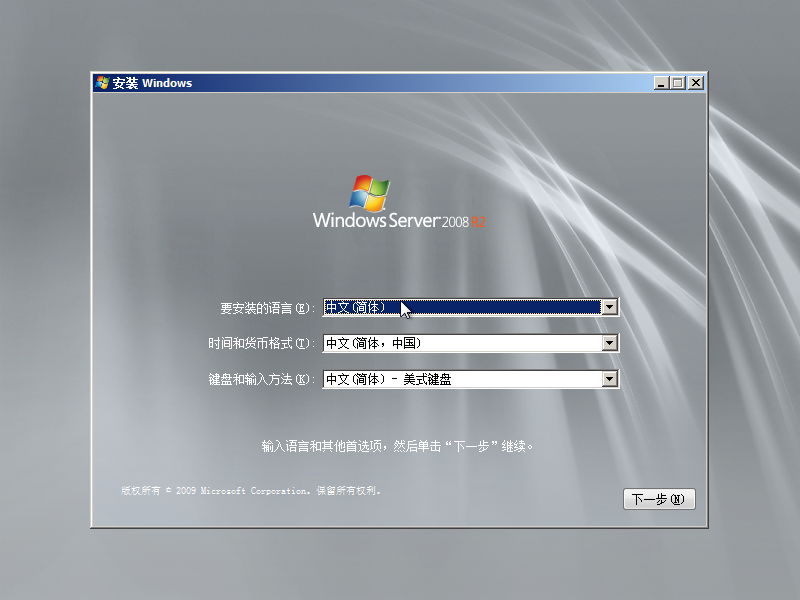 安装 Windows
Windows Server 2008 R2
要安装的语言(E): 中文(简体)
时间和货币格式(T): 中文(简体，中国)
键盘和输入方法(K): 中文(简体) - 美式键盘
输入语言和其他首选项，然后单击“下一步”继续。
版权所有 © 2009 Microsoft Corporation。保留所有权利。
下一步(N)